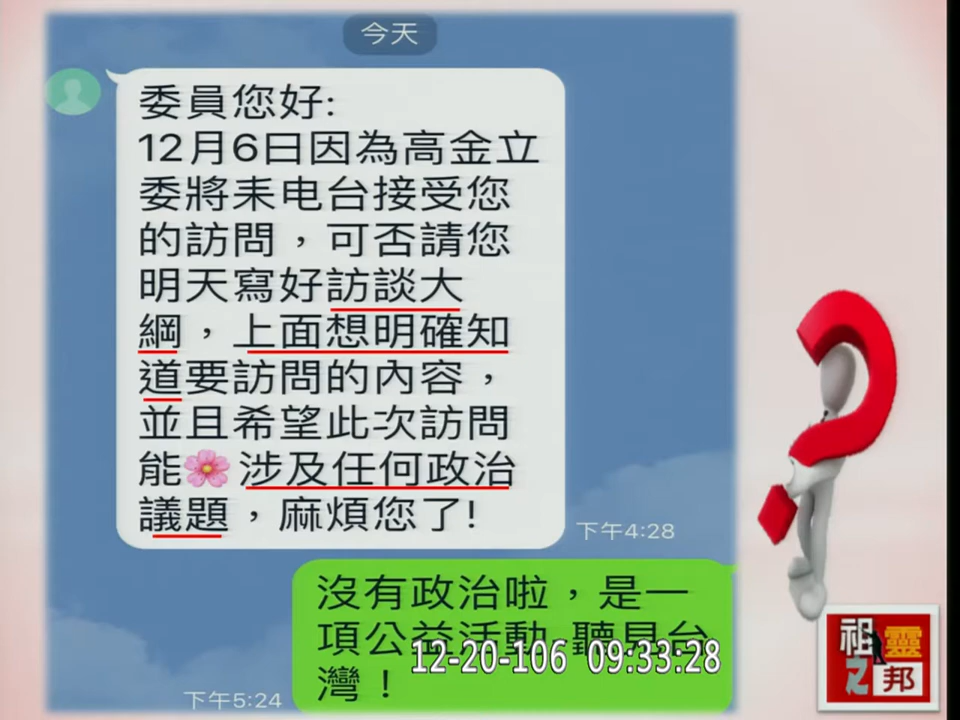 今天
委員您好:
12月6日因為高金立
委將來电台接受您
的訪問，可否請您
明天寫好訪談大
綱，上面想明確知
道要訪問的內容，
並且希望此次訪問
能🌸涉及任何政治
議題，麻煩您了!
下午4:28
沒有政治啦，是一
項公益活動 聽見台
灣！
下午5:24
12-20-106 09:33:28
祖靈
之邦